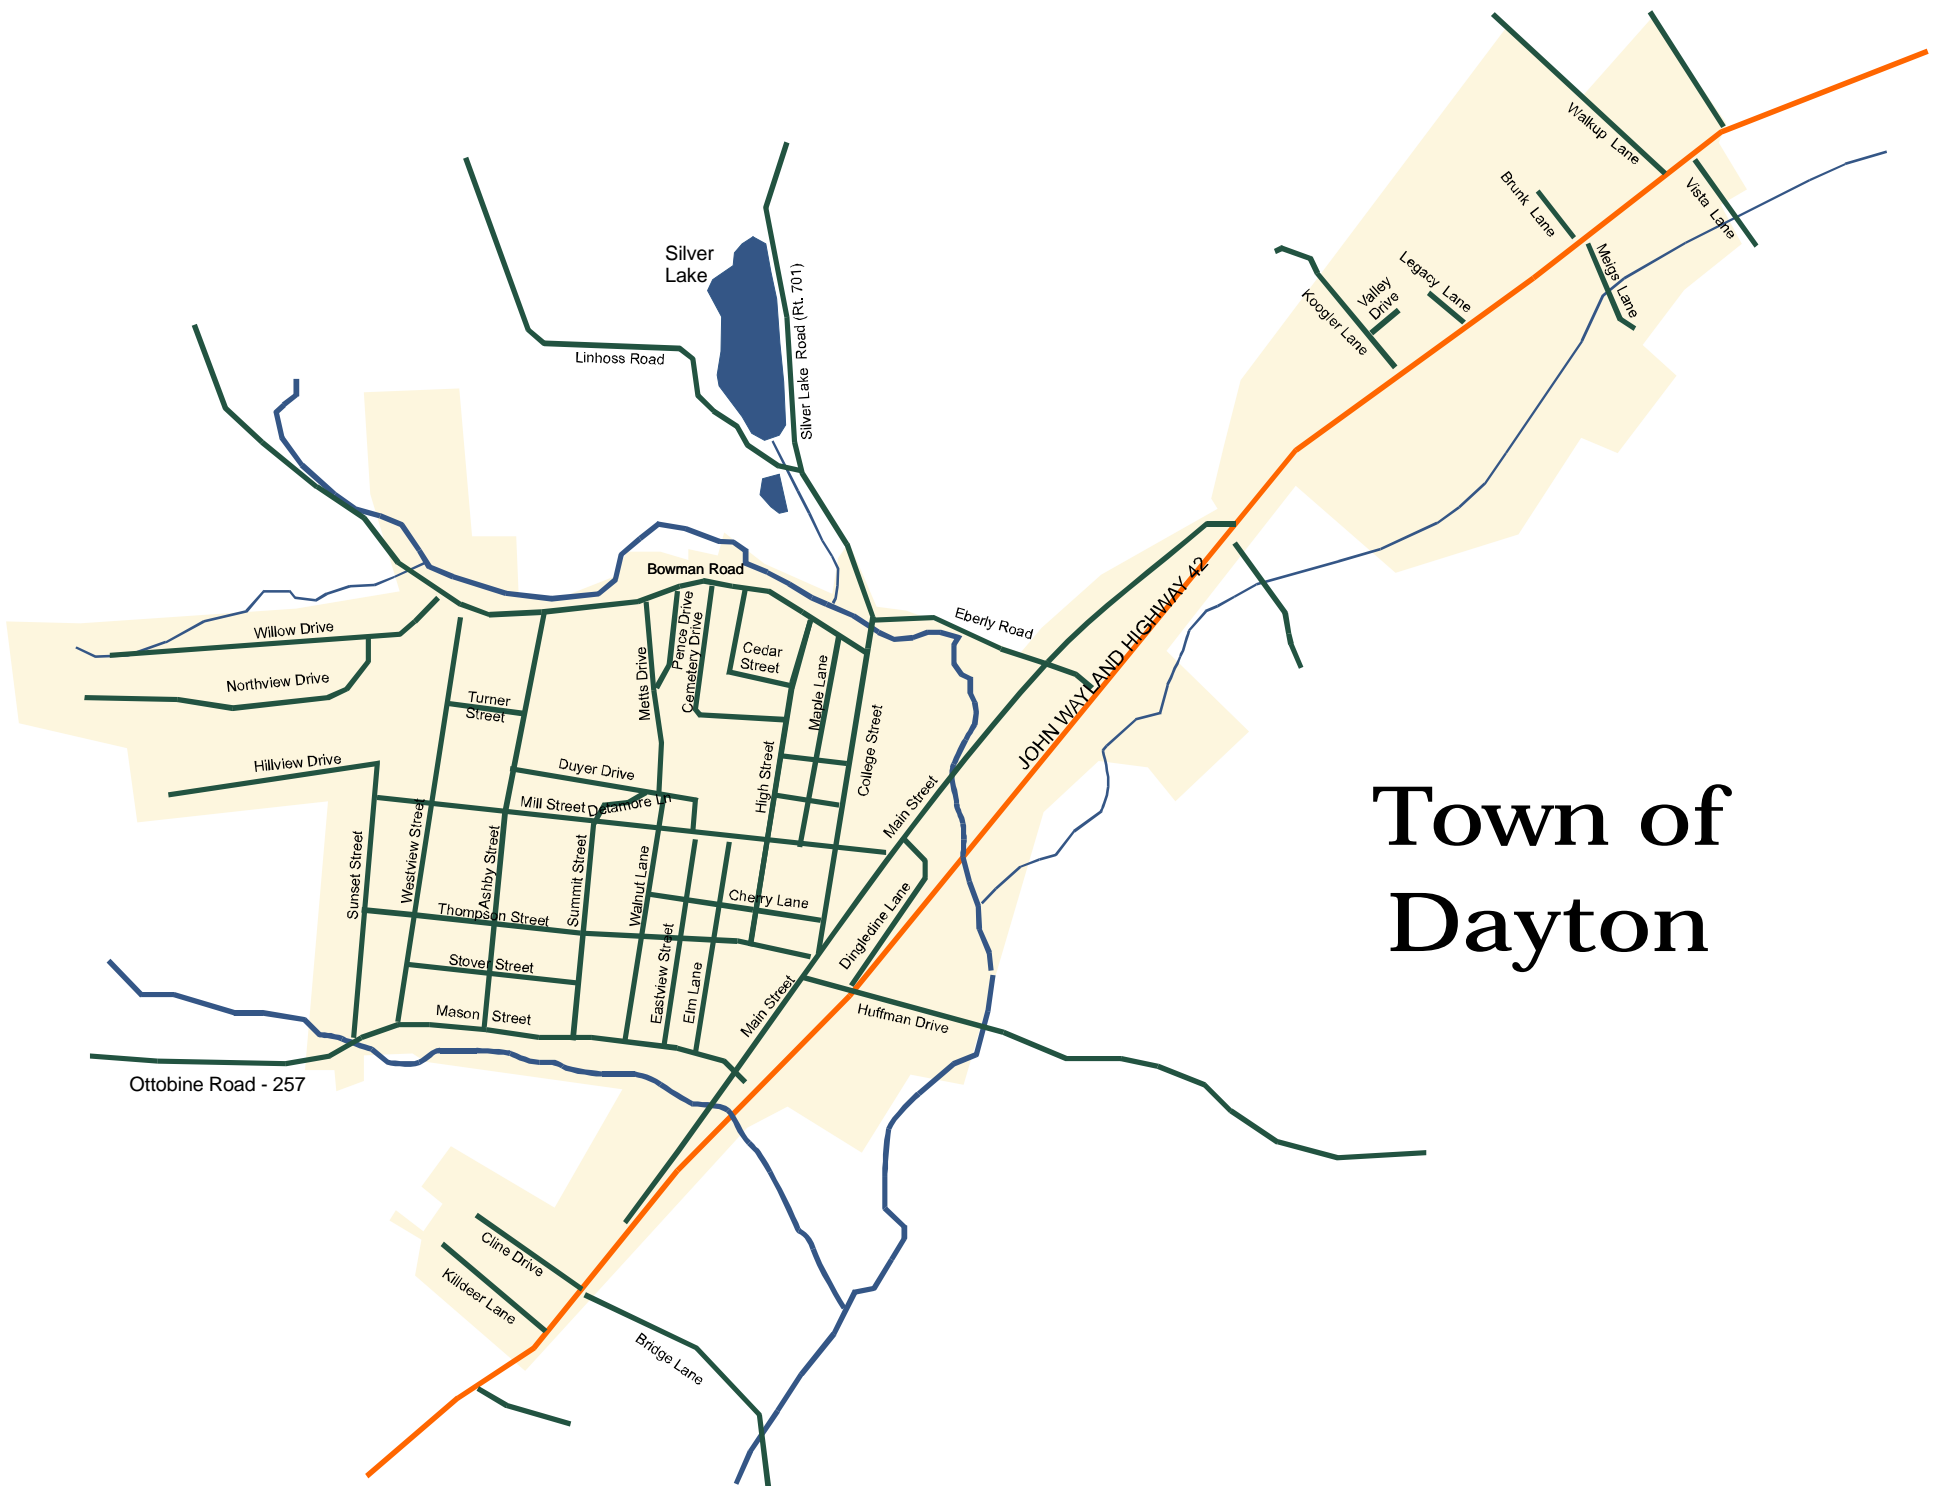 Walkup Lane
Brunk Lane
Vista Lane
Meigs Lane
Legacy Lane
Valley
Drive
Koogler Lane
Silver
Lake
Silver Lake Road (Rt. 701)
Linhoss Road
JOHN WAYLAND HIGHWAY 42
Bowman Road
Eberly Road
Willow Drive
Northview Drive
Hillview Drive
Turner
Street
Metts Drive
Pence Drive
Cemetery Drive
Cedar
Street
Maple Lane
College Street
High Street
Duyer Drive
Mill Street
Detamore Ln
Main Street
Town of
Dayton
Sunset Street
Westview Street
Ashby Street
Summit Street
Walnut Lane
Cherry Lane
Thompson Street
Dingledine Lane
Stover Street
Eastview Street
Elm Lane
Main Street
Mason Street
Huffman Drive
Ottobine Road - 257
Cline Drive
Killdeer Lane
Bridge Lane